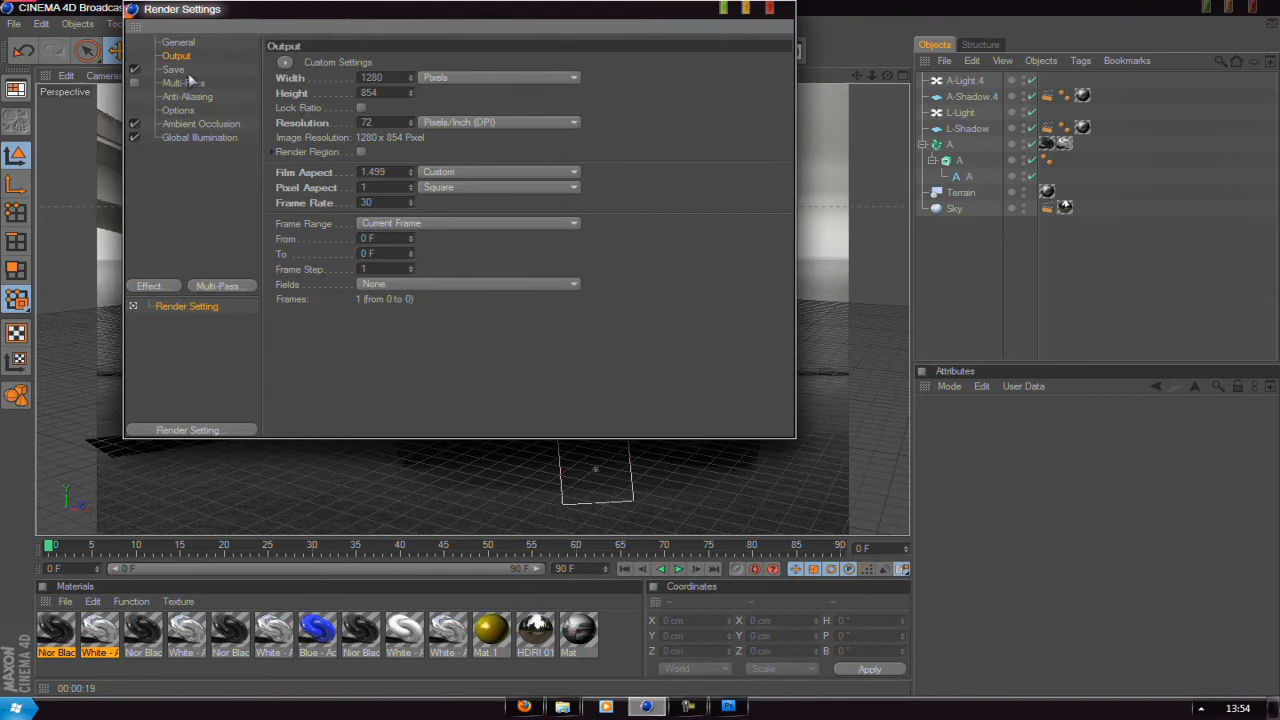 CINEMA 4D Broadcas
Render Settings
File Edit Objects To
Edit Cameras
Perspective
General
Output
Save
Anti-Aliasing
Options
Ambient Occlusion
Global Illumination
Effect... Multi-Pass...
Render Setting
Render Setting...
Output
Custom Settings
Width 1280 Pixels
Height 854
Lock Ratio
Resolution 72 Pixels/Inch (DPI)
Image Resolution: 1280 x 854 Pixel
Render Region
Film Aspect 1.499 Custom
Pixel Aspect 1 Square
Frame Rate 30
Frame Range Current Frame
From 0 F
To 0 F
Frame Step 1
Fields None
Frames: 1 (from 0 to 0)
Objects Structure
File Edit View Objects Tags Bookmarks
A-Light.4
A-Shadow.4
L-Light
L-Shadow
A
A
A A
Terrain
Sky
Attributes
Mode Edit User Data
Y
0 5 10 15 20 25 30 35 40 45 50 55 60 65 70 75 80 85 90 0 F
0 F 0 F 90 F 90 F
Materials
File Edit Function Texture
Nior Blac White - A Nior Blac White - A Nior Blac White - A Blue - Ac Nior Blac White - A White - A Mat.1 HDRI 01 Mat
Coordinates
-- -- --
X 0 cm X 0 cm H 0 °
Y 0 cm Y 0 cm P 0 °
Z 0 cm Z 0 cm B 0 °
World Scale Apply
MAXON CINEMA 4D
00:00:19
Ps
13:54